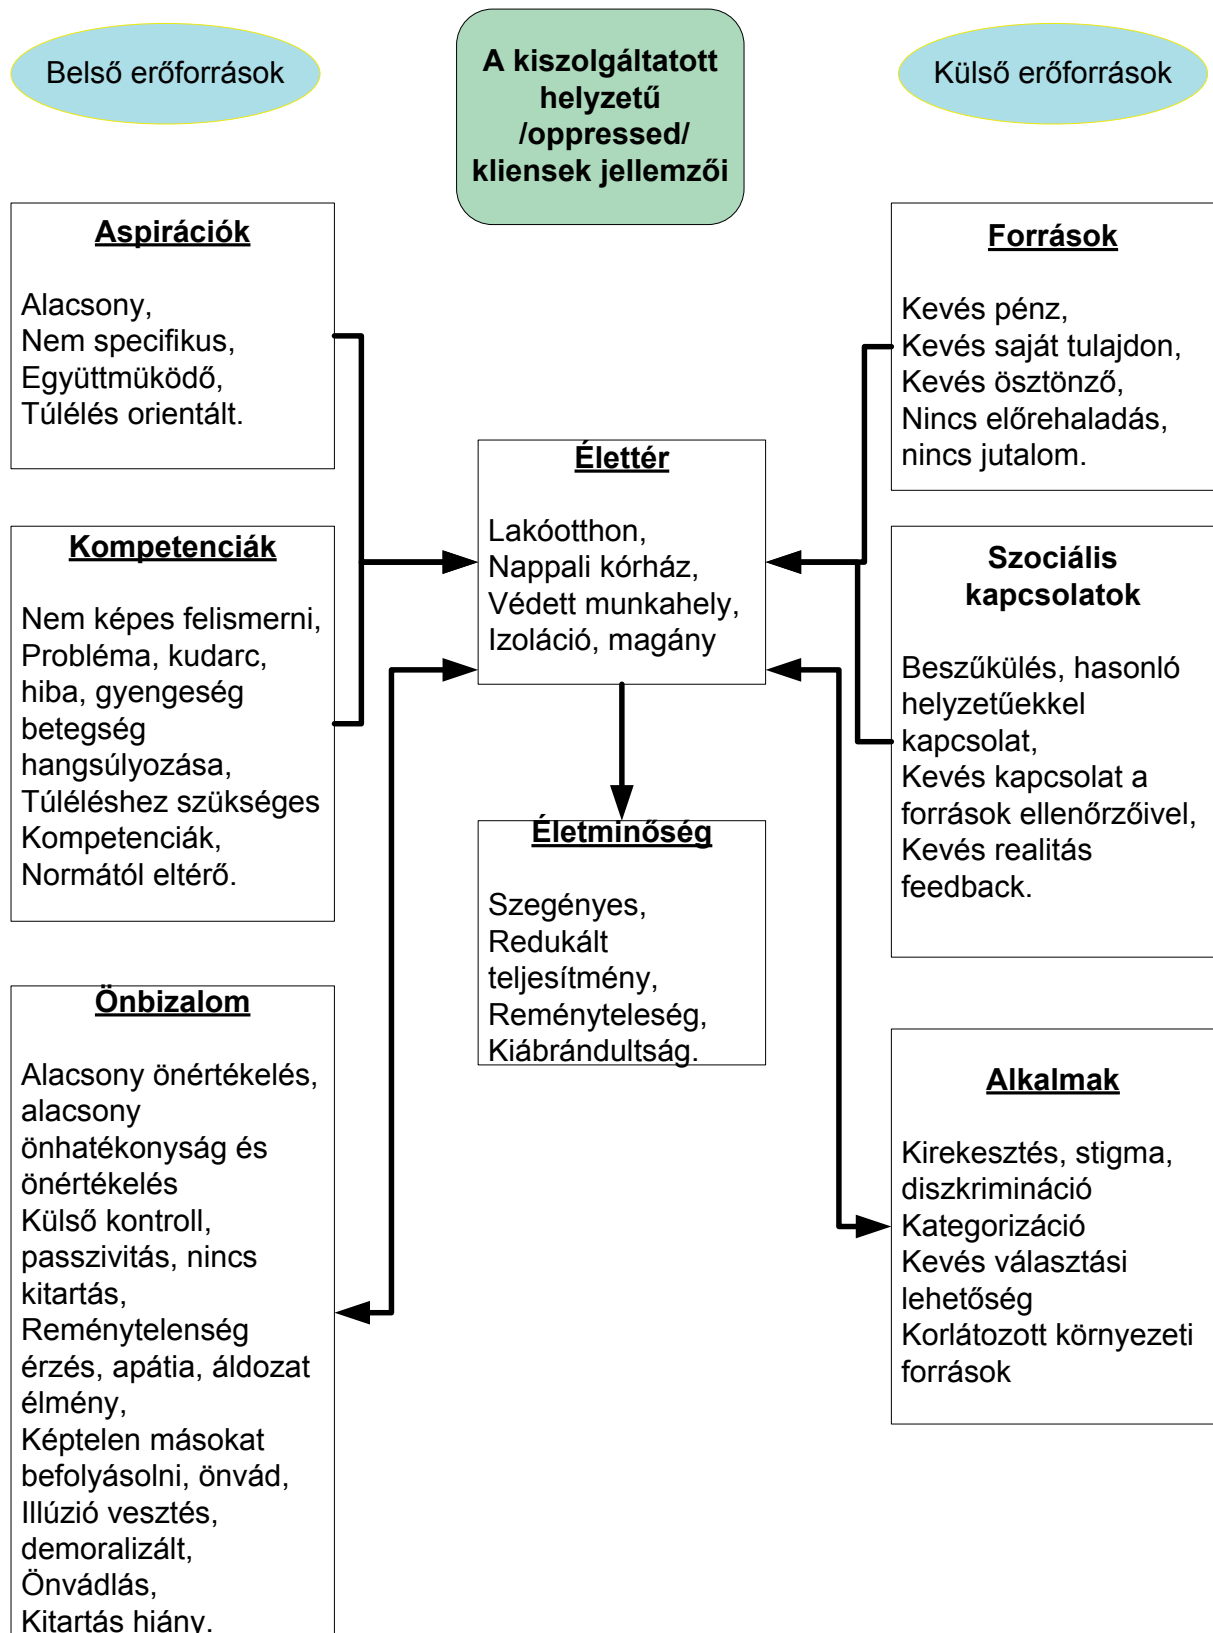 Belső erőforrások
A kiszolgáltatott
helyzetű
/oppressed/
kliensek jellemzői
Külső erőforrások
Aspirációk
Alacsony,
Nem specifikus,
Együttmüködő,
Túlélés orientált.
Kompetenciák
Nem képes felismerni,
Probléma, kudarc,
hiba, gyengeség
betegség
hangsúlyozása,
Túléléshez szükséges
Kompetenciák,
Normától eltérő.
Önbizalom
Alacsony önértékelés,
alacsony
önhatékonyság és
önértékelés
Külső kontroll,
passzivitás, nincs
kitartás,
Reménytelenség
érzés, apátia, áldozat
élmény,
Képtelen másokat
befolyásolni, önvád,
Illúzió vesztés,
demoralizált,
Önvádlás,
Kitartás hiány.
Élettér
Lakóotthon,
Nappali kórház,
Védett munkahely,
Izoláció, magány
Életminőség
Szegényes,
Redukált
teljesítmény,
Reményteleség,
Kiábrándultság.
Források
Kevés pénz,
Kevés saját tulajdon,
Kevés ösztönző,
Nincs előrehaladás,
nincs jutalom.
Szociális
kapcsolatok
Beszűkülés, hasonló
helyzetűekkel
kapcsolat,
Kevés kapcsolat a
források ellenőrzőivel,
Kevés realitás
feedback.
Alkalmak
Kirekesztés, stigma,
diszkrimináció
Kategorizáció
Kevés választási
lehetőség
Korlátozott környezeti
források